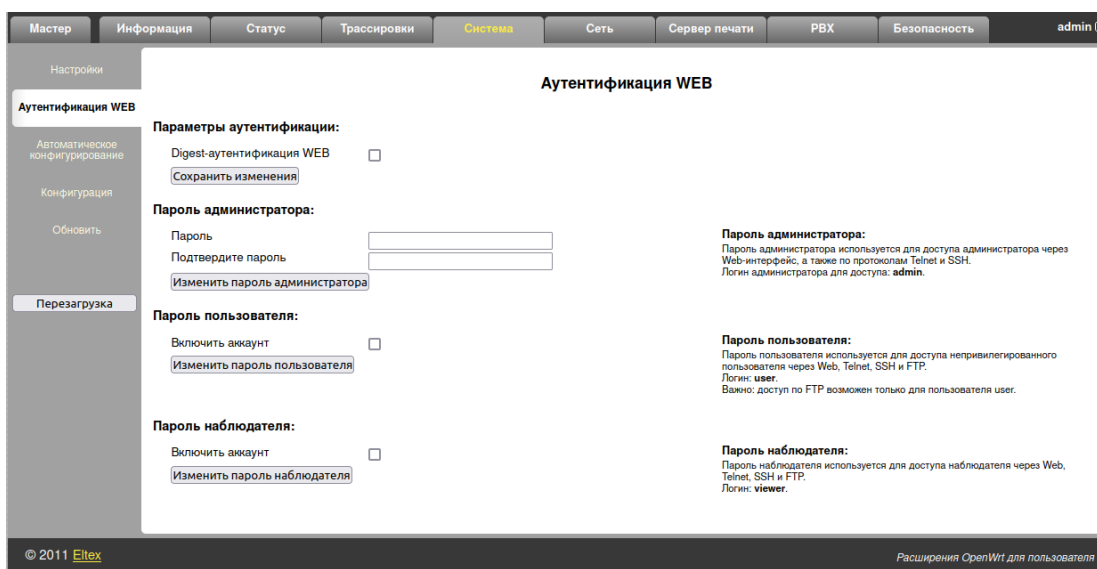 Мастер Информация Статус Трассировки Система Сеть Сервер печати PBX Безопасность admin
Настройки
Аутентификация WEB
Автоматическое
конфигурирование
Конфигурация
Обновить
Перезагрузка
Аутентификация WEB
Параметры аутентификации:
Digest-аутентификация WEB
Сохранить изменения
Пароль администратора:
Пароль
Подтвердите пароль
Изменить пароль администратора
Пароль администратора:
Пароль администратора используется для доступа администратора через
Web-интерфейс, а также по протоколам Telnet и SSH.
Логин администратора для доступа: admin.
Пароль пользователя:
Включить аккаунт
Изменить пароль пользователя
Пароль пользователя:
Пароль пользователя используется для доступа непривилегированного
пользователя через Web, Telnet, SSH и FTP.
Логин: user.
Важно: доступ по FTP возможен только для пользователя user.
Пароль наблюдателя:
Включить аккаунт
Изменить пароль наблюдателя
Пароль наблюдателя:
Пароль наблюдателя используется для доступа наблюдателя через Web,
Telnet, SSH и FTP.
Логин: viewer.
© 2011 Eltex
Расширения OpenWrt для пользователя